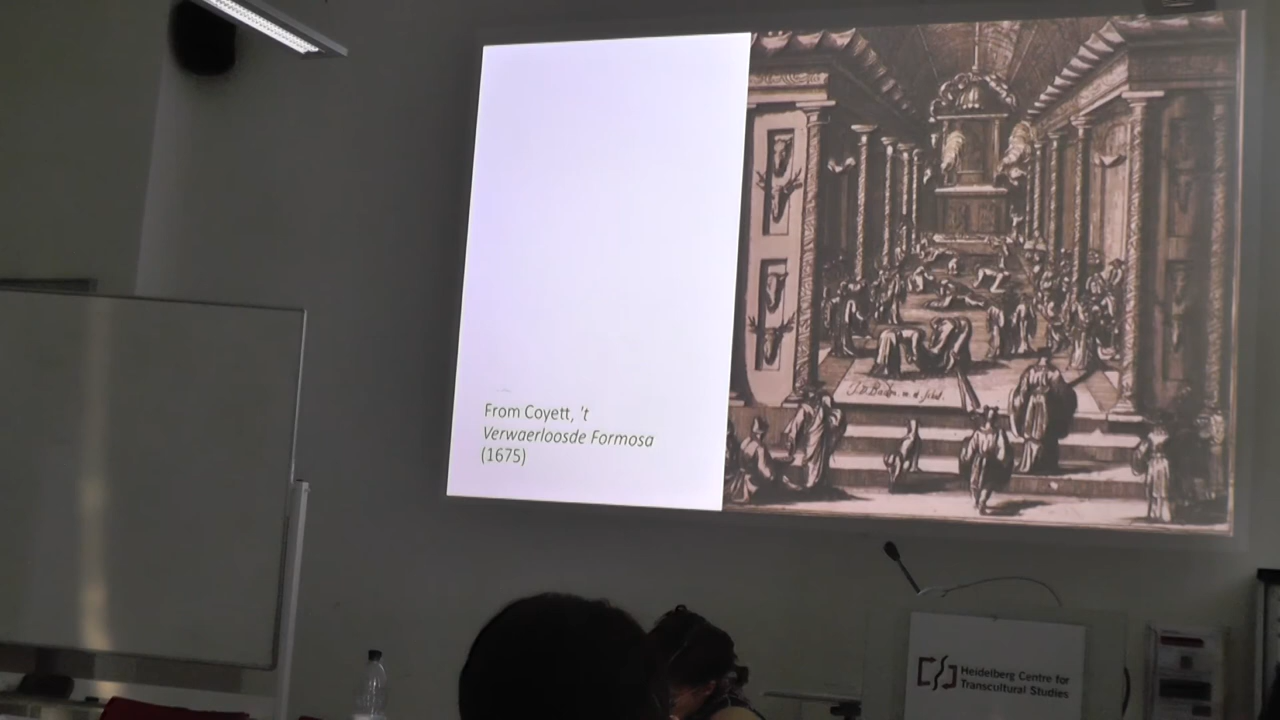 From Coyett, 't
Verwaerloosde Formosa
(1675)
Heidelberg Centre for
Transcultural Studies